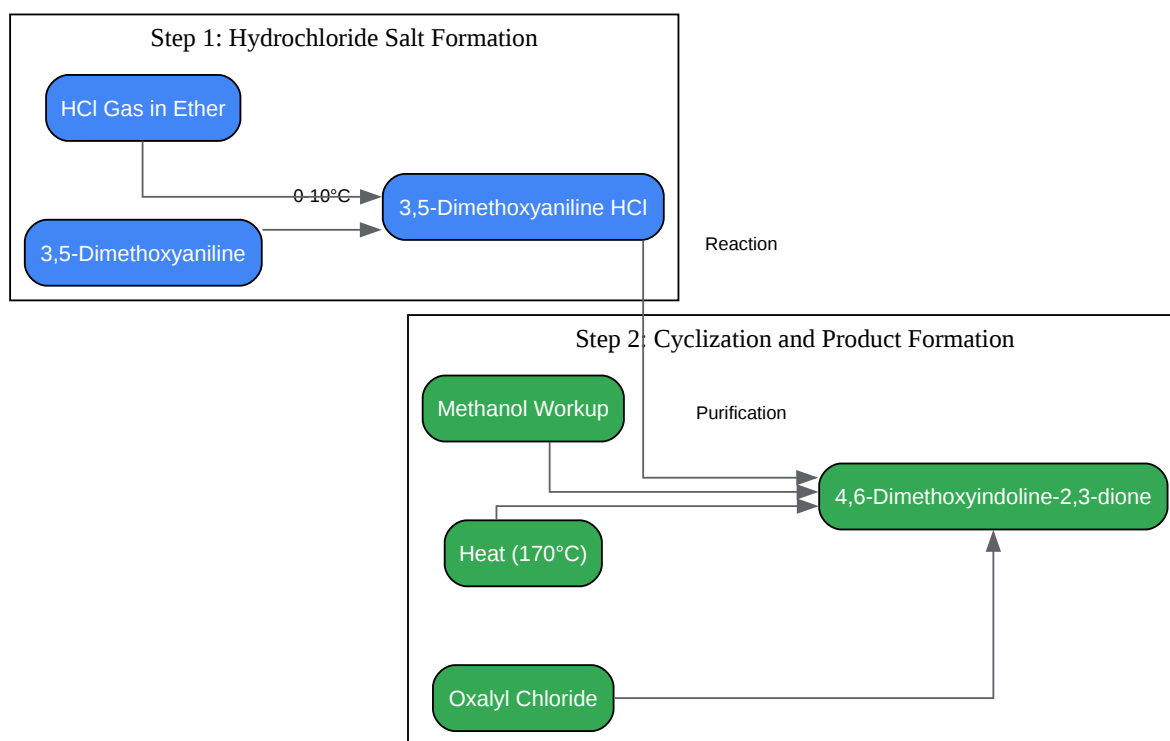 Step 1: Hydrochloride Salt Formation
HCl Gas in Ether
0-10°C
3,5-Dimethoxyaniline HCl
3,5-Dimethoxyaniline
Reaction
Step 2: Cyclization and Product Formation
Methanol Workup
Purification
4,6-Dimethoxyindoline-2,3-dione
Heat (170°C)
Oxalyl Chloride